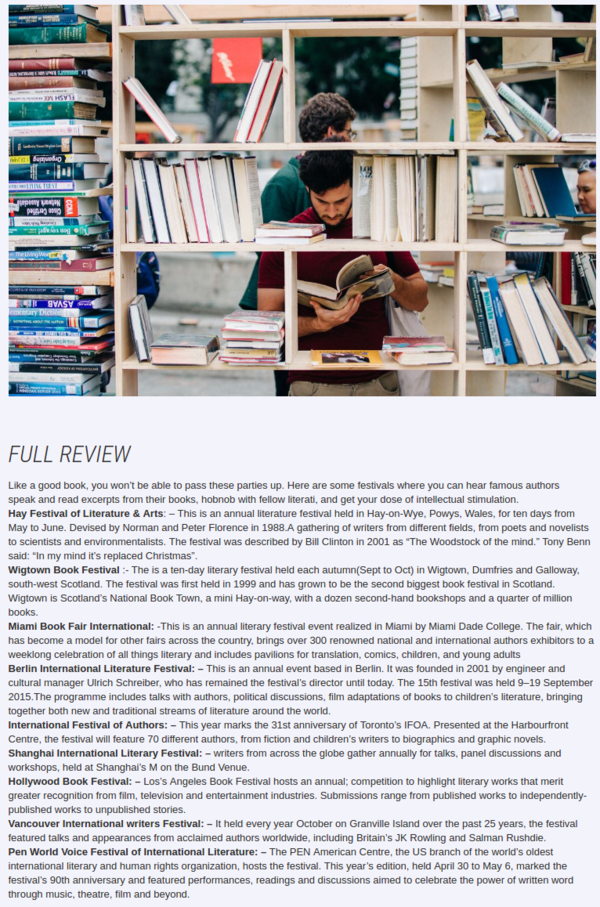 FLASH MX
Organizing
Cisco Certified
Network Associate
CCNA
ASVAB
FULL REVIEW
Like a good book, you won't be able to pass these parties up. Here are some festivals where you can hear famous authors
speak and read excerpts from their books, hobnob with fellow literati, and get your dose of intellectual stimulation.
Hay Festival of Literature & Arts: – This is an annual literature festival held in Hay-on-Wye, Powys, Wales, for ten days from
May to June. Devised by Norman and Peter Florence in 1988.A gathering of writers from different fields, from poets and novelists
to scientists and environmentalists. The festival was described by Bill Clinton in 2001 as “The Woodstock of the mind.” Tony Benn
said: “In my mind it's replaced Christmas”.
Wigtown Book Festival :- The is a ten-day literary festival held each autumn(Sept to Oct) in Wigtown, Dumfries and Galloway,
south-west Scotland. The festival was first held in 1999 and has grown to be the second biggest book festival in Scotland.
Wigtown is Scotland's National Book Town, a mini Hay-on-way, with a dozen second-hand bookshops and a quarter of million
books.
Miami Book Fair International: -This is an annual literary festival event realized in Miami by Miami Dade College. The fair, which
has become a model for other fairs across the country, brings over 300 renowned national and international authors exhibitors to a
weeklong celebration of all things literary and includes pavilions for translation, comics, children, and young adults
Berlin International Literature Festival: – This is an annual event based in Berlin. It was founded in 2001 by engineer and
cultural manager Ulrich Schreiber, who has remained the festival's director until today. The 15th festival was held 9–19 September
2015.The programme includes talks with authors, political discussions, film adaptations of books to children's literature, bringing
together both new and traditional streams of literature around the world.
International Festival of Authors: – This year marks the 31st anniversary of Toronto's IFOA. Presented at the Harbourfront
Centre, the festival will feature 70 different authors, from fiction and children's writers to biographics and graphic novels.
Shanghai International Literary Festival: – writers from across the globe gather annually for talks, panel discussions and
workshops, held at Shanghai's M on the Bund Venue.
Hollywood Book Festival: – Los's Angeles Book Festival hosts an annual; competition to highlight literary works that merit
greater recognition from film, television and entertainment industries. Submissions range from published works to independently-
published works to unpublished stories.
Vancouver International writers Festival: – It held every year October on Granville Island over the past 25 years, the festival
featured talks and appearances from acclaimed authors worldwide, including Britain's JK Rowling and Salman Rushdie.
Pen World Voice Festival of International Literature: – The PEN American Centre, the US branch of the world's oldest
international literary and human rights organization, hosts the festival. This year's edition, held April 30 to May 6, marked the
festival's 90th anniversary and featured performances, readings and discussions aimed to celebrate the power of written word
through music, theatre, film and beyond.